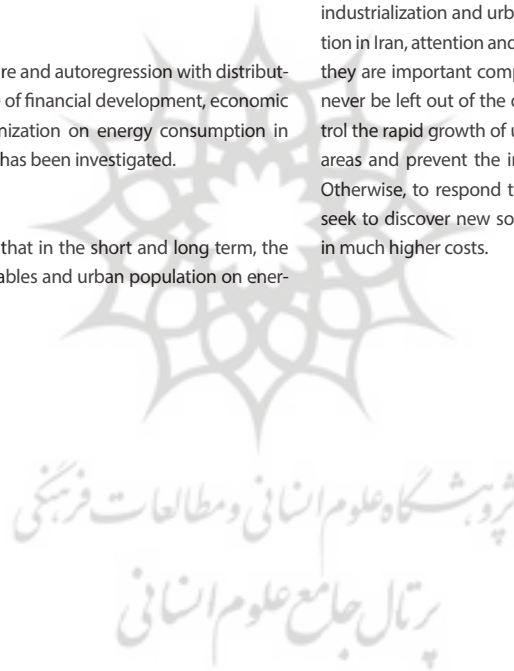 re and autoregression with distribut-
of financial development, economic
nization on energy consumption in
has been investigated.
that in the short and long term, the
ables and urban population on ener-
industrialization and urb
tion in Iran, attention and
they are important comp
never be left out of the c
trol the rapid growth of u
areas and prevent the in
Otherwise, to respond t
seek to discover new so
in much higher costs.
پژوهشگاه علوم انسانی و مطالعات فرهنگی
پرتال جامع علوم انسانی